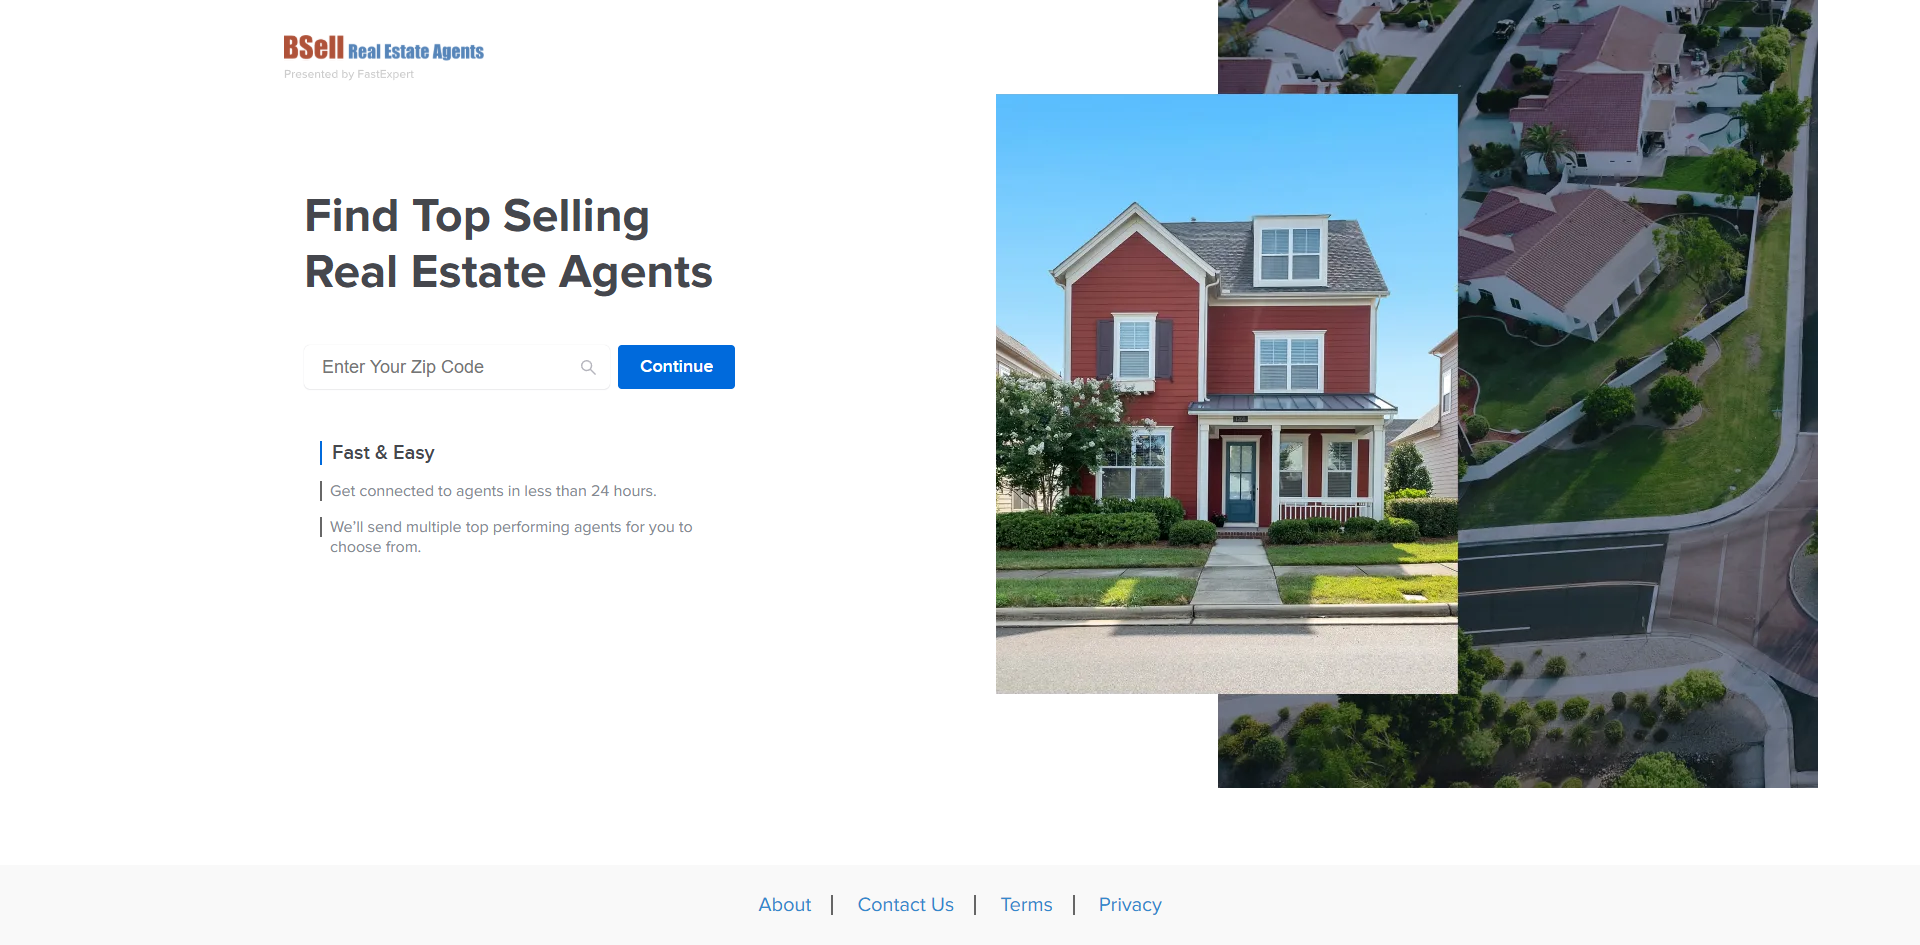 BSell Real Estate Agents
Presented by FastExpert
Find Top Selling
Real Estate Agents
Enter Your Zip Code
Continue
Fast & Easy
Get connected to agents in less than 24 hours.
We'll send multiple top performing agents for you to
choose from.
About | Contact Us | Terms | Privacy